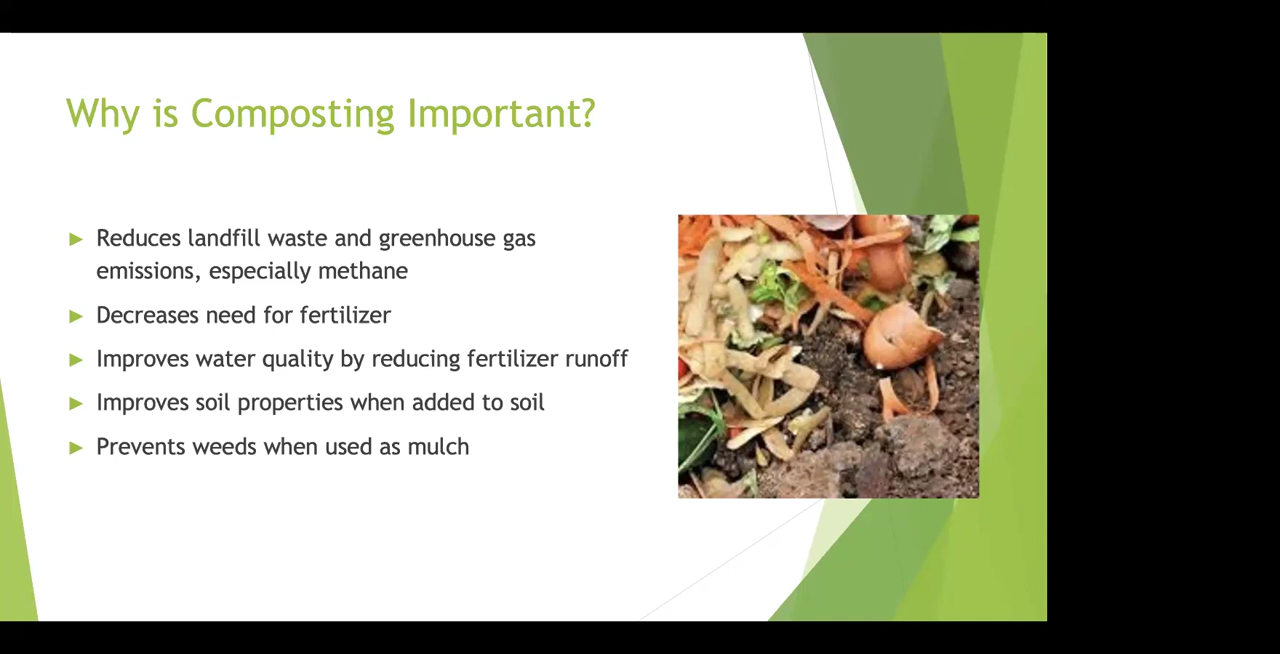 Why is Composting Important?
Reduces landfill waste and greenhouse gas
emissions, especially methane
Decreases need for fertilizer
Improves water quality by reducing fertilizer runoff
Improves soil properties when added to soil
Prevents weeds when used as mulch